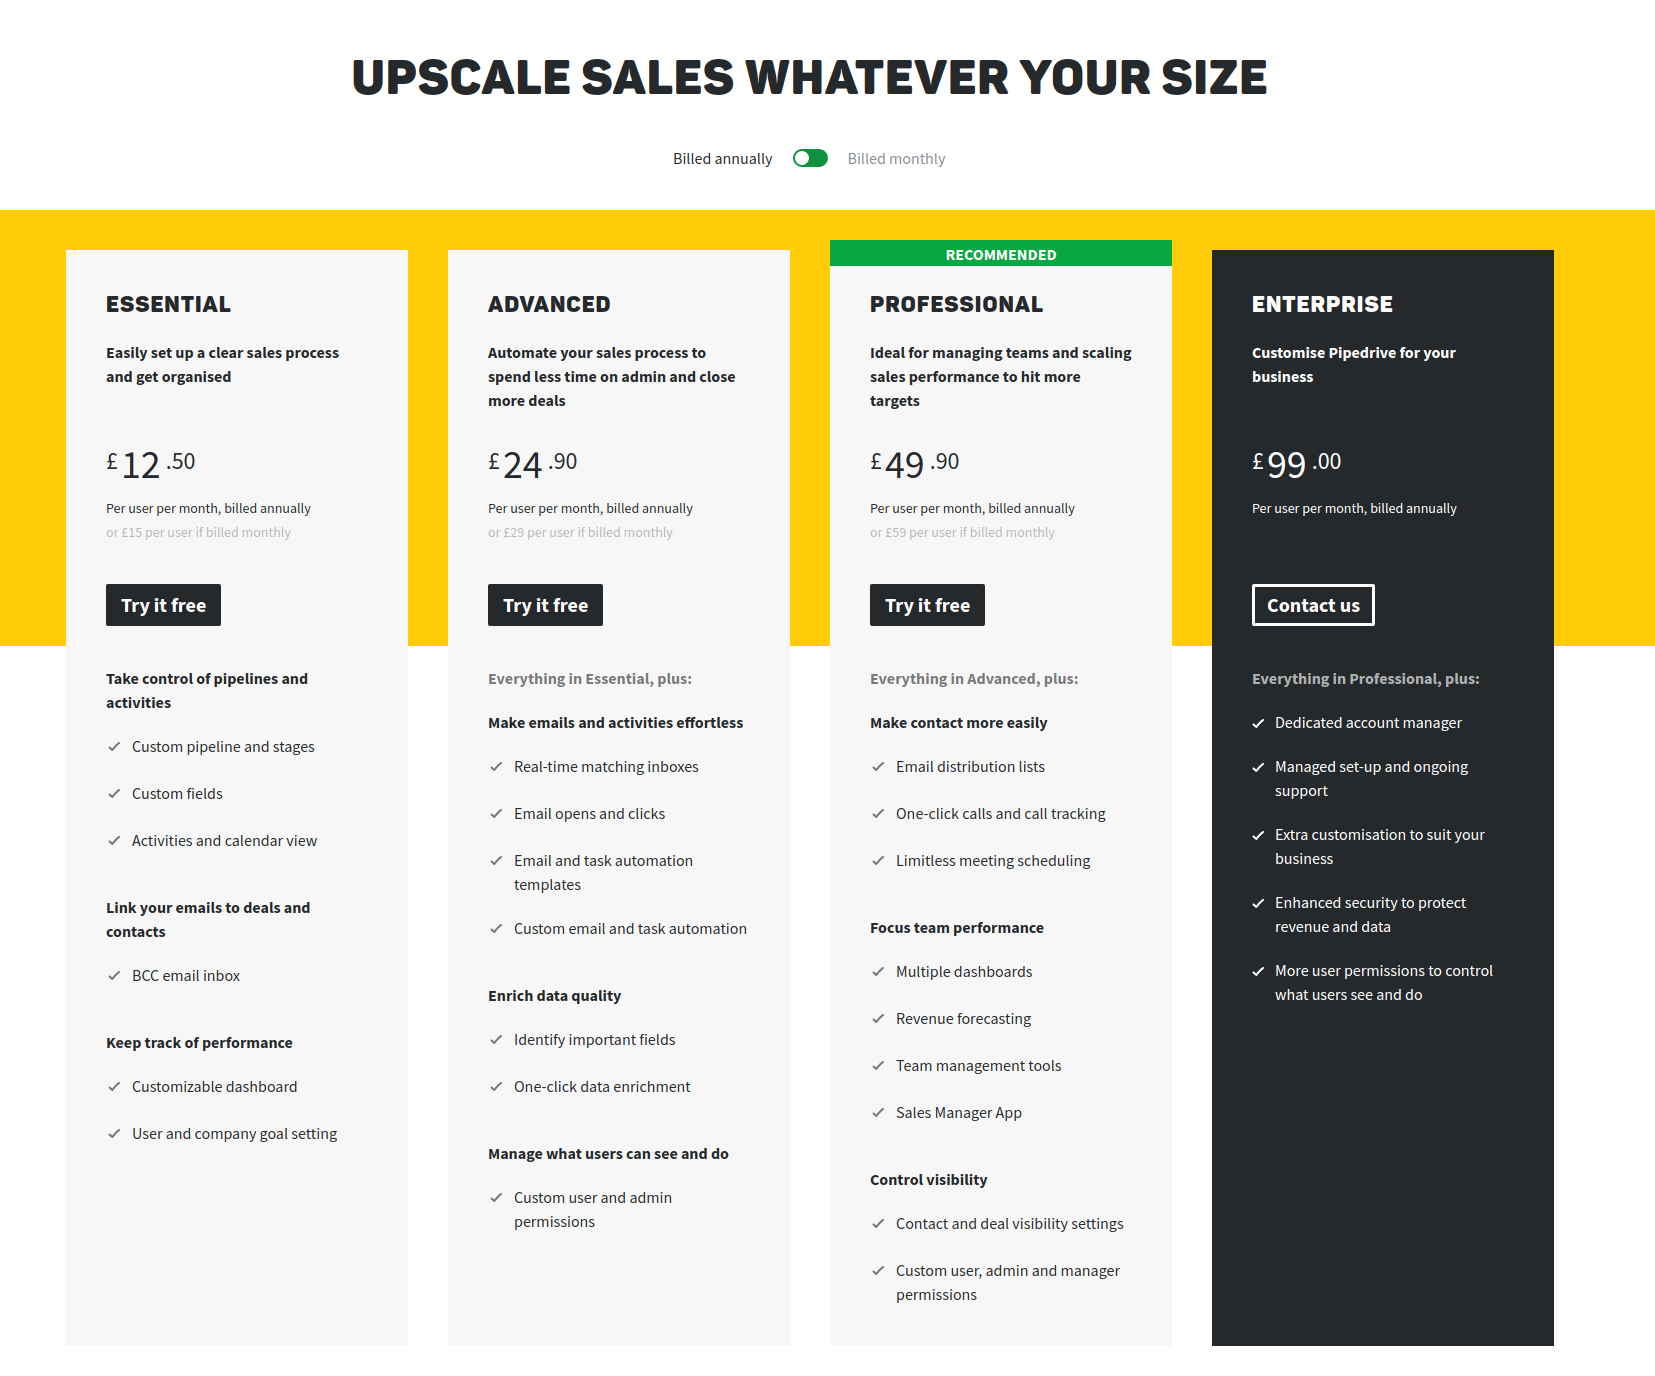 UPSCALE SALES WHATEVER YOUR SIZE
Billed annually
Billed monthly
ESSENTIAL
Easily set up a clear sales process
and get organised
£12.50
Per user per month, billed annually
or £15 per user if billed monthly
Try it free
Take control of pipelines and
activities
Custom pipeline and stages
Custom fields
Activities and calendar view
Link your emails to deals and
contacts
BCC email inbox
Keep track of performance
Customizable dashboard
User and company goal setting
ADVANCED
Automate your sales process to
spend less time on admin and close
more deals
£24.90
Per user per month, billed annually
or £29 per user if billed monthly
Try it free
Everything in Essential, plus:
Make emails and activities effortless
Real-time matching inboxes
Email opens and clicks
Email and task automation
templates
Custom email and task automation
Enrich data quality
Identify important fields
One-click data enrichment
Manage what users can see and do
Custom user and admin
permissions
RECOMMENDED
PROFESSIONAL
Ideal for managing teams and scaling
sales performance to hit more
targets
£49.90
Per user per month, billed annually
or £59 per user if billed monthly
Try it free
Everything in Advanced, plus:
Make contact more easily
Email distribution lists
One-click calls and call tracking
Limitless meeting scheduling
Focus team performance
Multiple dashboards
Revenue forecasting
Team management tools
Sales Manager App
Control visibility
Contact and deal visibility settings
Custom user, admin and manager
permissions
ENTERPRISE
Customise Pipedrive for your
business
£99.00
Per user per month, billed annually
Contact us
Everything in Professional, plus:
Dedicated account manager
Managed set-up and ongoing
support
Extra customisation to suit your
business
Enhanced security to protect
revenue and data
More user permissions to control
what users see and do